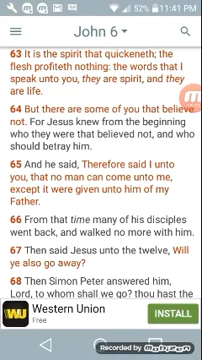 52% 11:41 PM
John 6
63 It is the spirit that quickeneth; the
flesh profiteth nothing: the words that I
speak unto you, they are spirit, and they
are life.
64 But there are some of you that believe
not. For Jesus knew from the beginning
who they were that believed not, and who
should betray him.
65 And he said, Therefore said I unto
you, that no man can come unto me,
except it were given unto him of my
Father.
66 From that time many of his disciples
went back, and walked no more with him.
67 Then said Jesus unto the twelve, Will
ye also go away?
68 Then Simon Peter answered him,
Lord, to whom shall we go? thou hast the
WU
Western Union
Free
INSTALL
RECORDED WITH
Mobizen